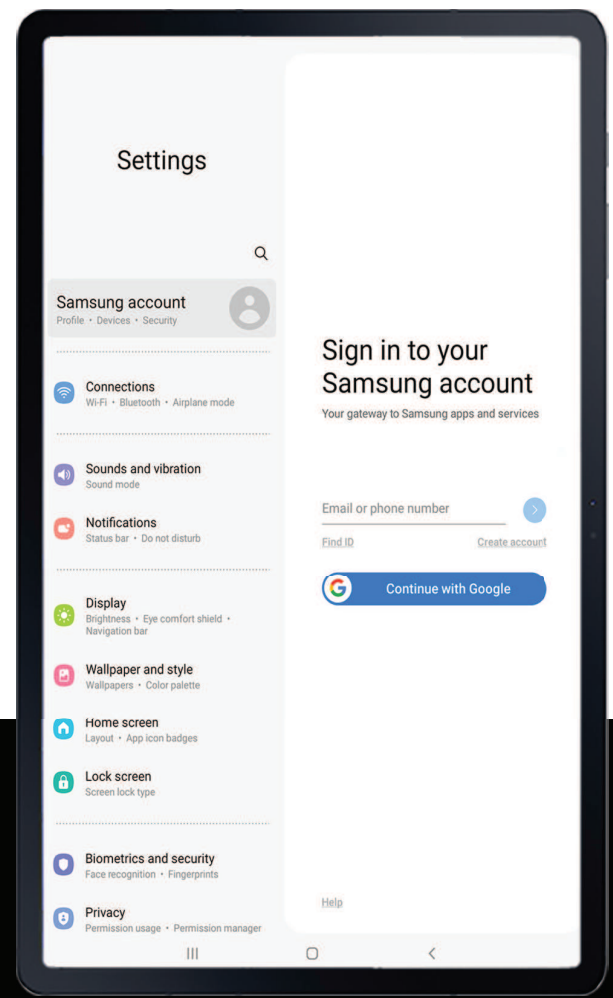 Settings
Samsung account
Profile • Devices • Security
Connections
Wi-Fi • Bluetooth • Airplane mode
Sounds and vibration
Sound mode
Notifications
Status bar • Do not disturb
Display
Brightness • Eye comfort shield •
Navigation bar
Wallpaper and style
Wallpapers • Color palette
Home screen
Layout • App icon badges
Lock screen
Screen lock type
Biometrics and security
Face recognition • Fingerprints
Privacy
Permission usage • Permission manager
Sign in to your
Samsung account
Your gateway to Samsung apps and services
Email or phone number
Find ID
Create account
G
Continue with Google
Help